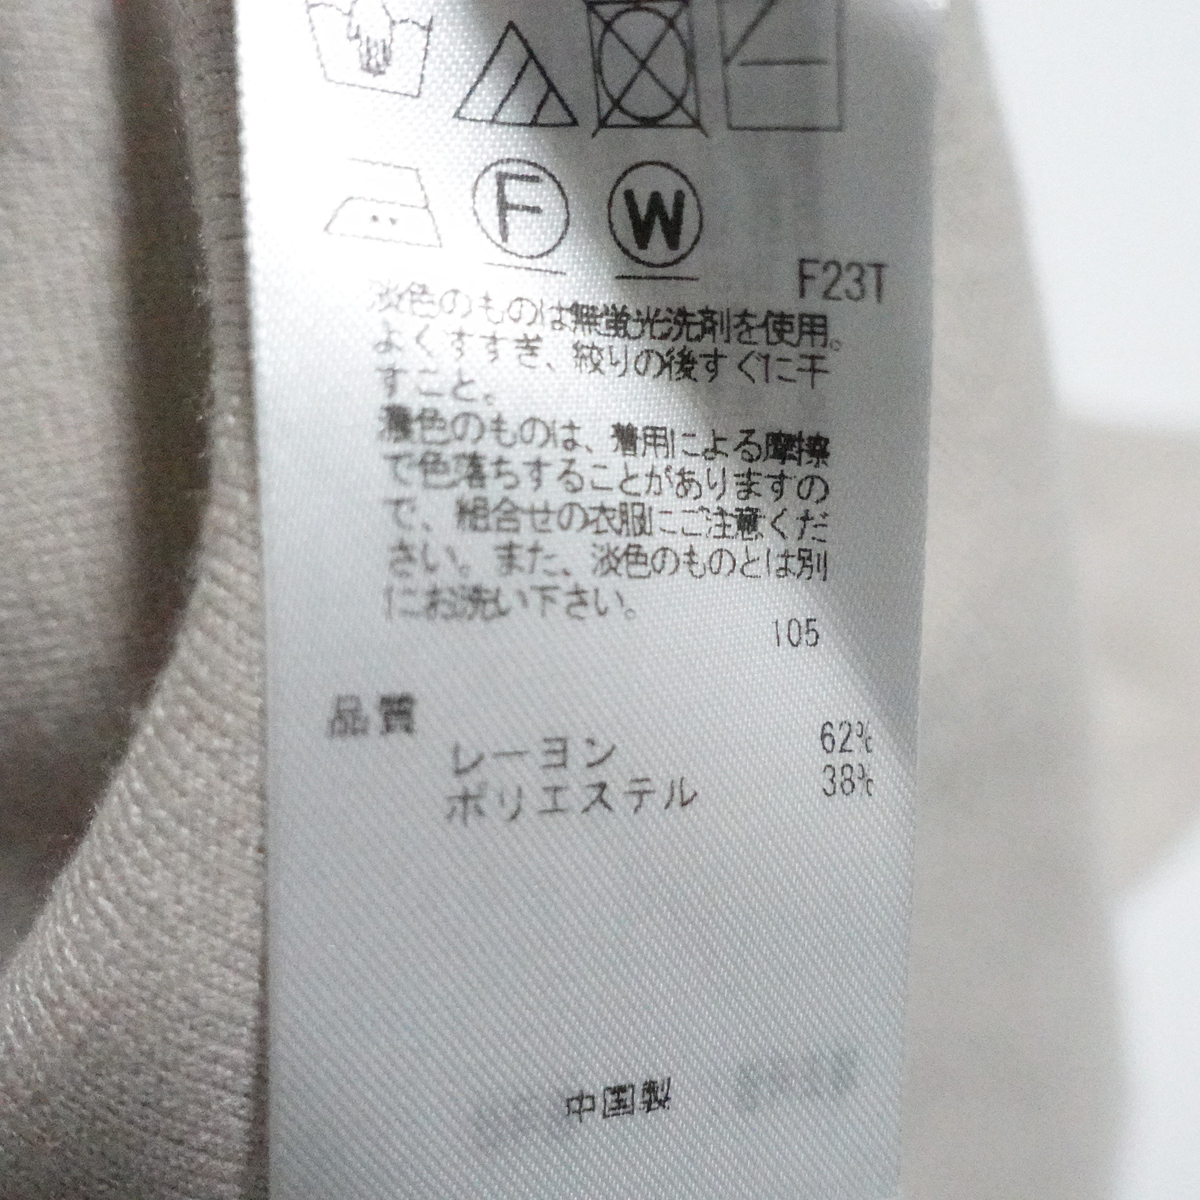 F W
F23T
淡色のものは無蛍光洗剤を使用。
よくすすぎ、絞りの後すぐに干
すこと。
濃色のものは、着用による摩擦
で色落ちすることがありますの
で、組合せの衣服にご注意くだ
さい。また、淡色のものとは別
にお洗い下さい。
105
品質
レーヨン 62%
ポリエステル 38%
中国製